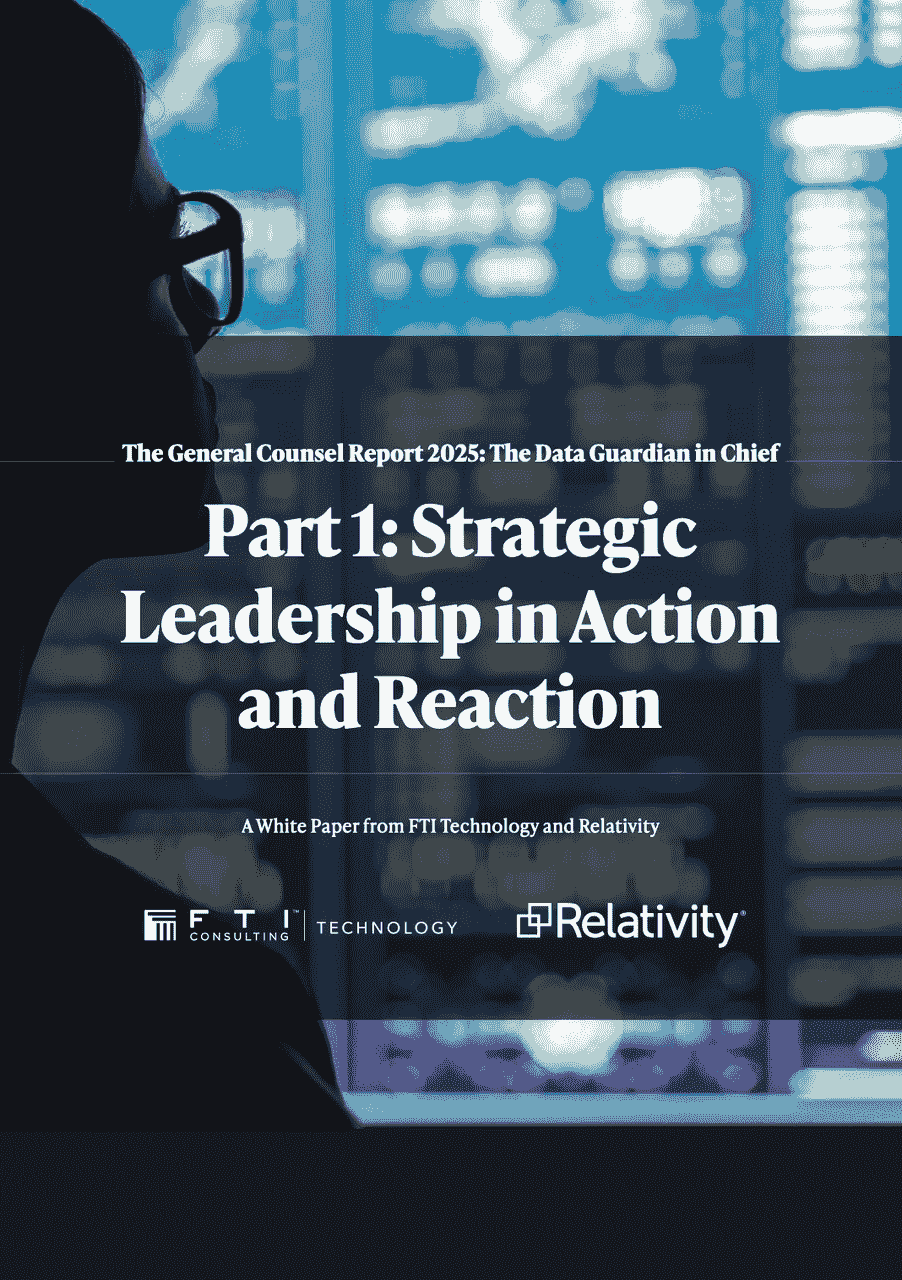 The General Counsel Report 2025: The Data Guardian in Chief
Part 1: Strategic
Leadership in Action
and Reaction
A White Paper from FTI Technology and Relativity
FTI™
CONSULTING
TECHNOLOGY
Relativity®